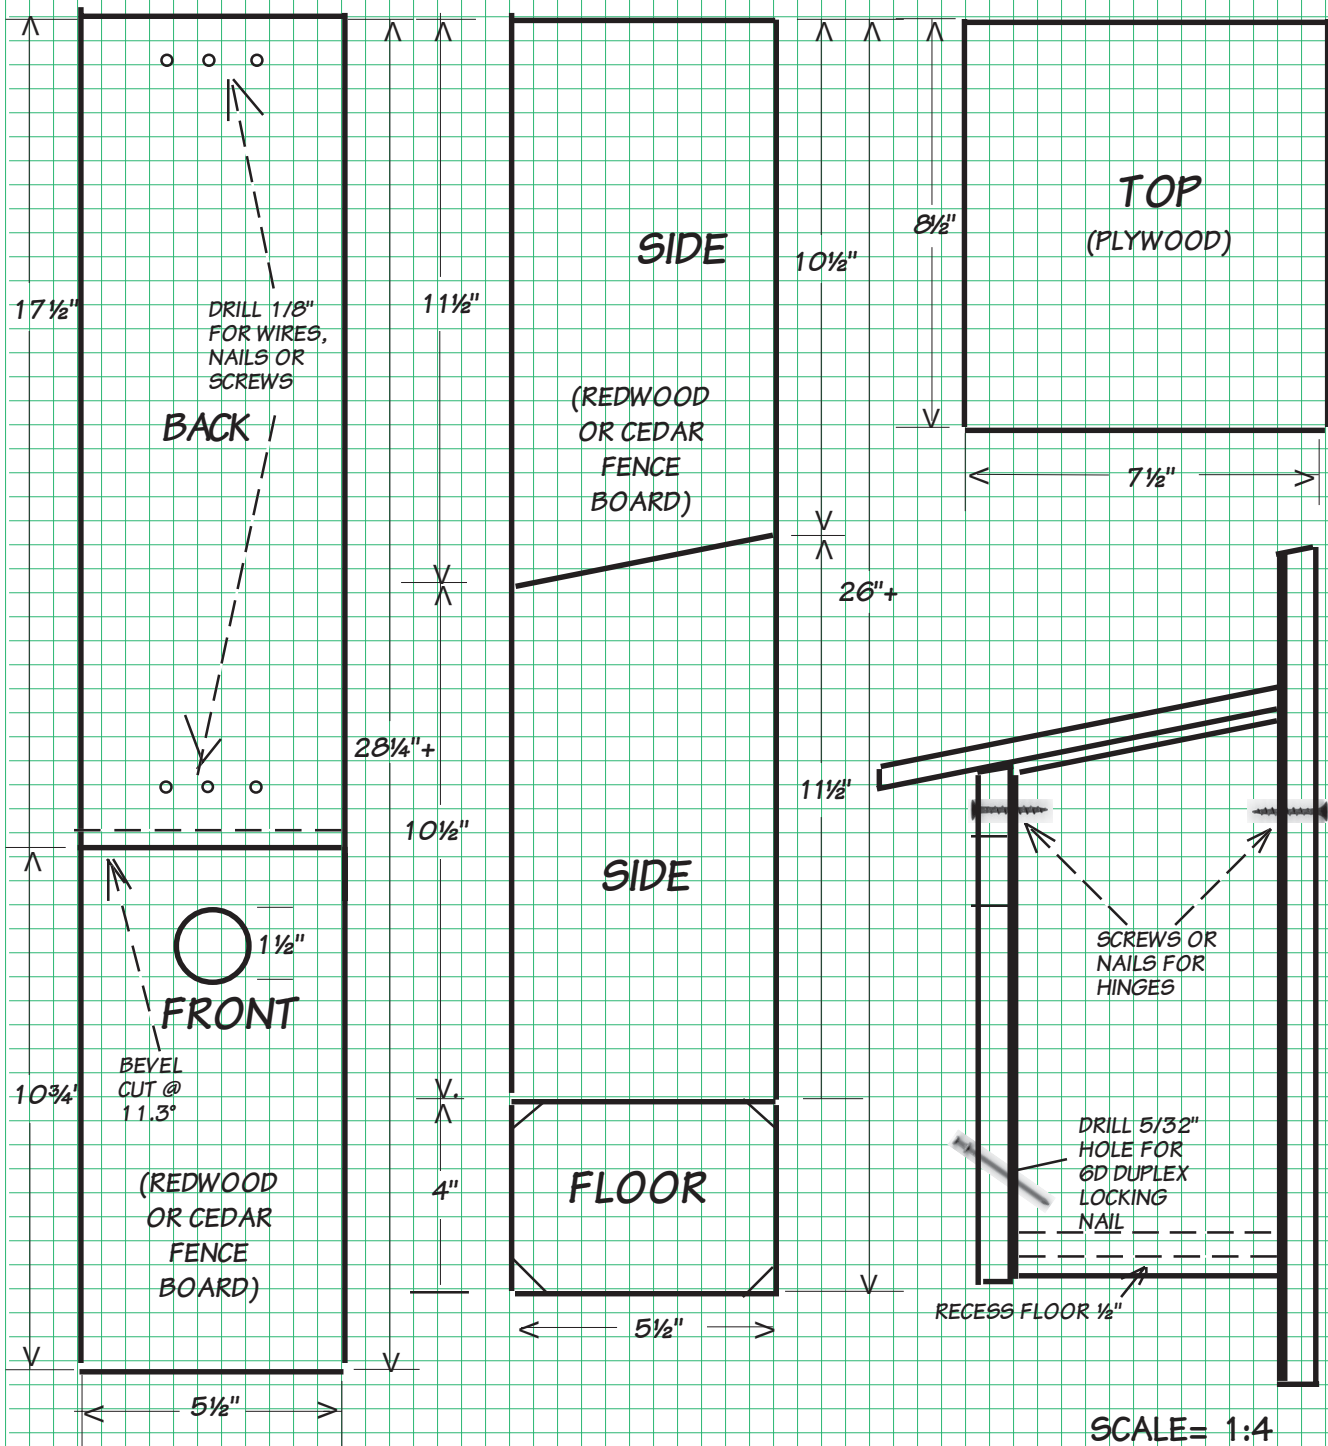 17½"
DRILL 1/8"
FOR WIRES,
NAILS OR
SCREWS
BACK
28¼"+
1½"
FRONT
BEVEL
CUT @
11.3°
10¾"
(REDWOOD
OR CEDAR
FENCE
BOARD)
5½"
11½"
SIDE
10½"
(REDWOOD
OR CEDAR
FENCE
BOARD)
26"+
10½"
11½"
SIDE
4"
FLOOR
5½"
8½"
TOP
(PLYWOOD)
7½"
SCREWS OR
NAILS FOR
HINGES
DRILL 5/32"
HOLE FOR
6D DUPLEX
LOCKING
NAIL
RECESS FLOOR ½"
SCALE= 1:4